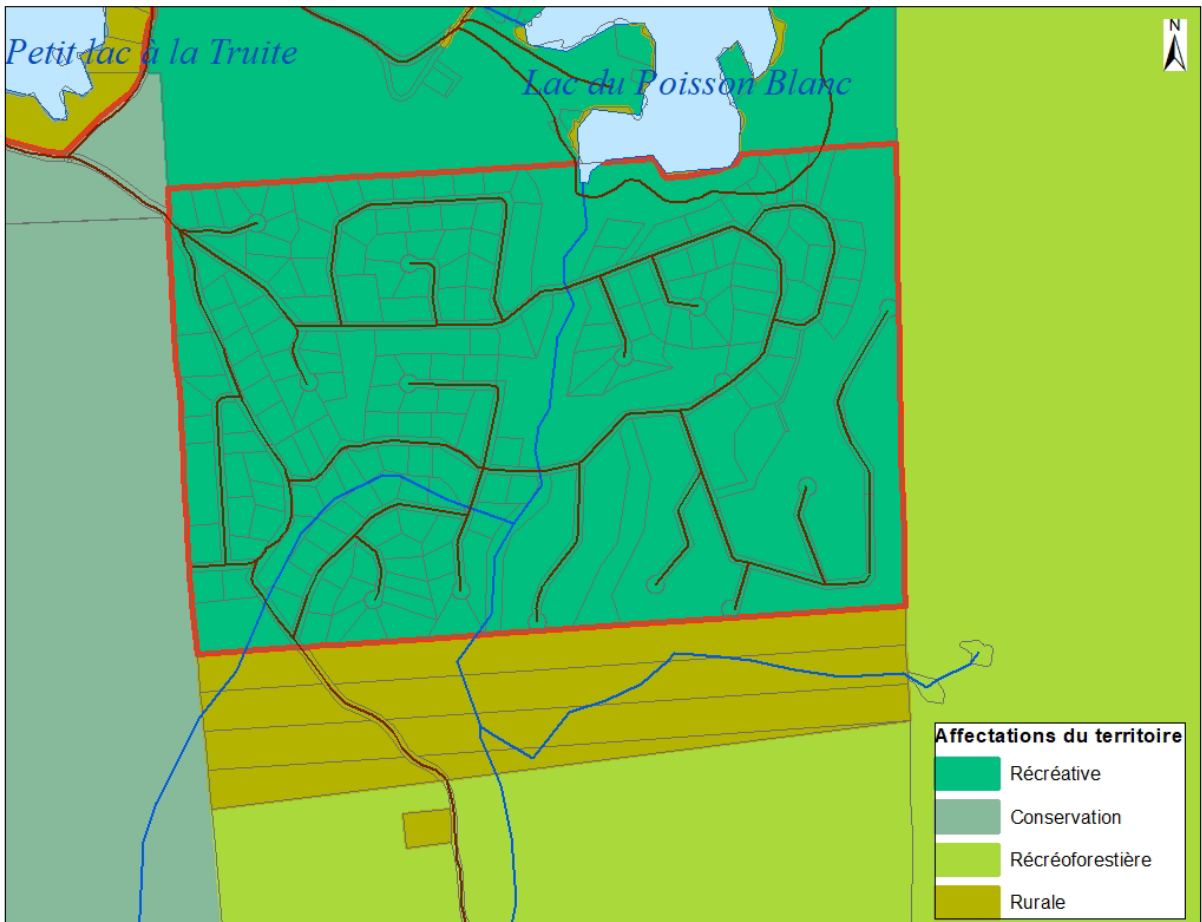 N
Petit lac à la Truite
Lac du Poisson Blanc
Affectations du territoire
Récréative
Conservation
Récréoforestière
Rurale